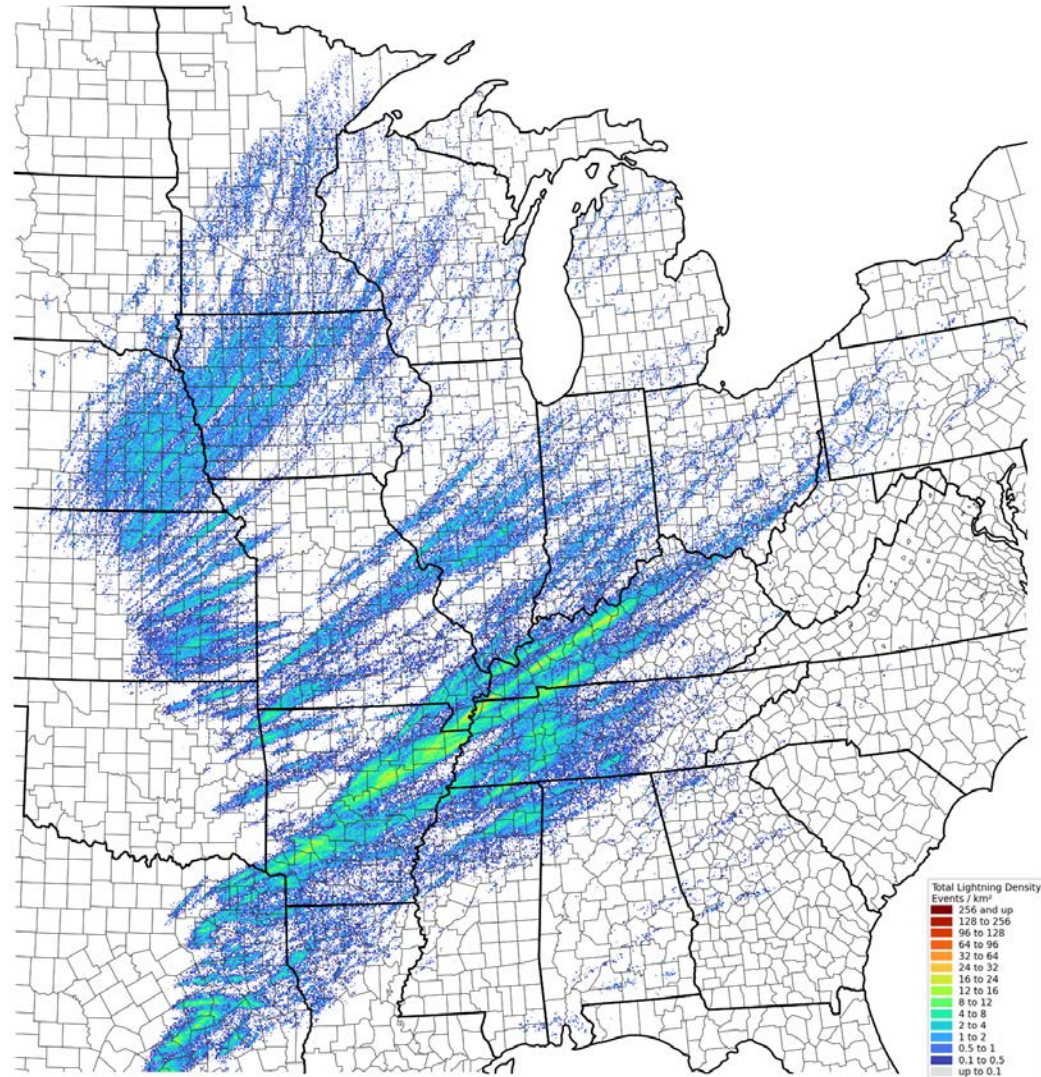 Total Lightning Density
Events / km²
256 and up
128 to 256
96 to 128
64 to 96
32 to 64
24 to 32
16 to 24
12 to 16
8 to 12
4 to 8
2 to 4
1 to 2
0.5 to 1
0.1 to 0.5
up to 0.1